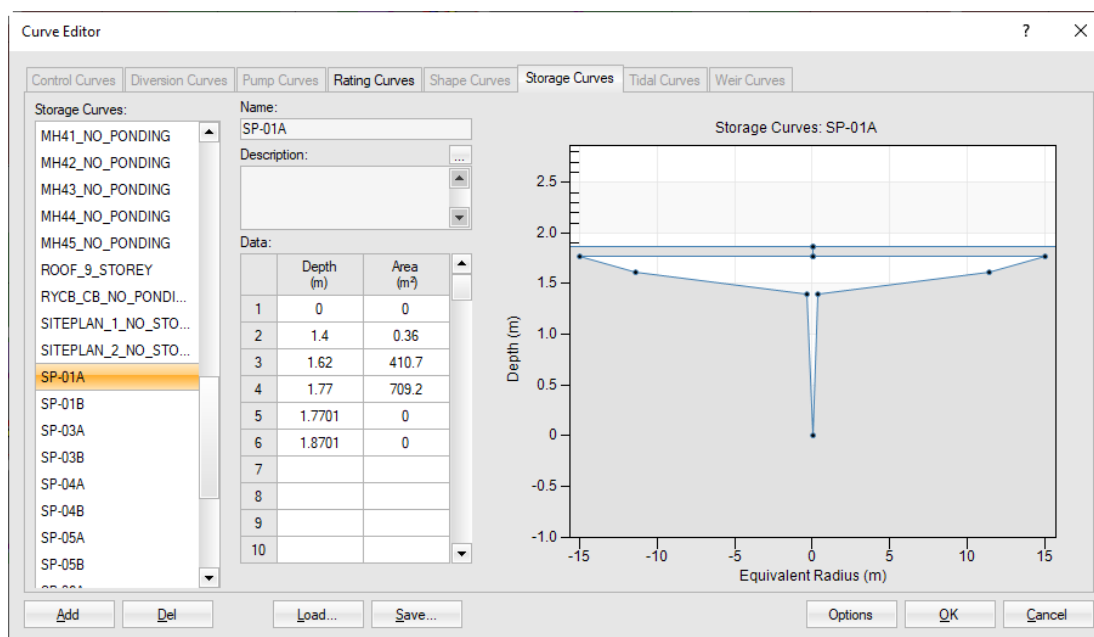 Curve Editor
?
Control Curves
Diversion Curves
Pump Curves
Rating Curves
Shape Curves
Storage Curves
Tidal Curves
Weir Curves
Storage Curves:
MH41_NO_PONDING
MH42_NO_PONDING
MH43_NO_PONDING
MH44_NO_PONDING
MH45_NO_PONDING
ROOF_9_STOREY
RYCB_CB_NO_PONDI...
SITEPLAN_1_NO_STO...
SITEPLAN_2_NO_STO...
SP-01A
SP-01B
SP-03A
SP-03B
SP-04A
SP-04B
SP-05A
SP-05B
Name:
SP-01A
Description:
...
Data:
Depth (m) Area (m²)
1 0 0
2 1.4 0.36
3 1.62 410.7
4 1.77 709.2
5 1.7701 0
6 1.8701 0
7
8
9
10
Storage Curves: SP-01A
Depth (m)
2.5
2.0
1.5
1.0
0.5
0
-0.5
-1.0
-15 -10 -5 0 5 10 15
Equivalent Radius (m)
Add
Del
Load...
Save...
Options
OK
Cancel